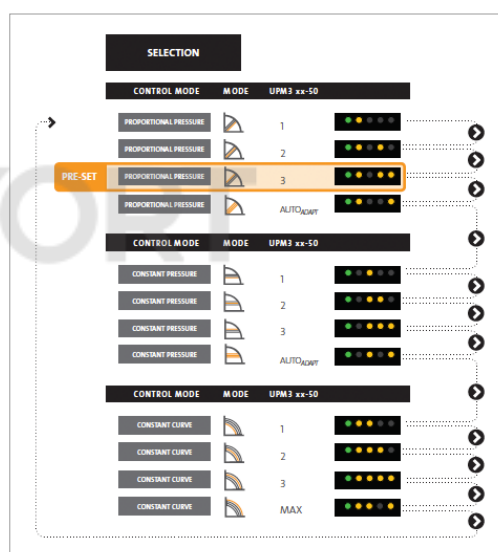 SELECTION
CONTROL MODE MODE UPM3 xx-50
PROPORTIONAL PRESSURE 1
PROPORTIONAL PRESSURE 2
PRE-SET PROPORTIONAL PRESSURE 3
PROPORTIONAL PRESSURE AUTOADAPT
CONTROL MODE MODE UPM3 xx-50
CONSTANT PRESSURE 1
CONSTANT PRESSURE 2
CONSTANT PRESSURE 3
CONSTANT PRESSURE AUTOADAPT
CONTROL MODE MODE UPM3 xx-50
CONSTANT CURVE 1
CONSTANT CURVE 2
CONSTANT CURVE 3
CONSTANT CURVE MAX